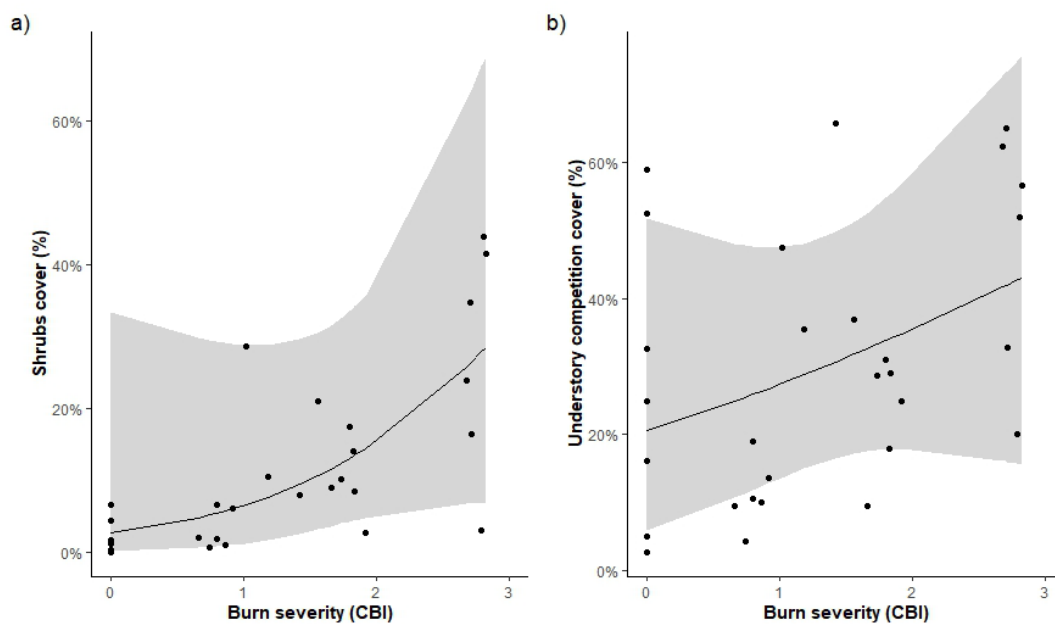 a)
Shrubs cover (%)
60%
40%
20%
0%
0 1 2 3
Burn severity (CBI)
b)
Understory competition cover (%)
60%
40%
20%
0%
0 1 2 3
Burn severity (CBI)